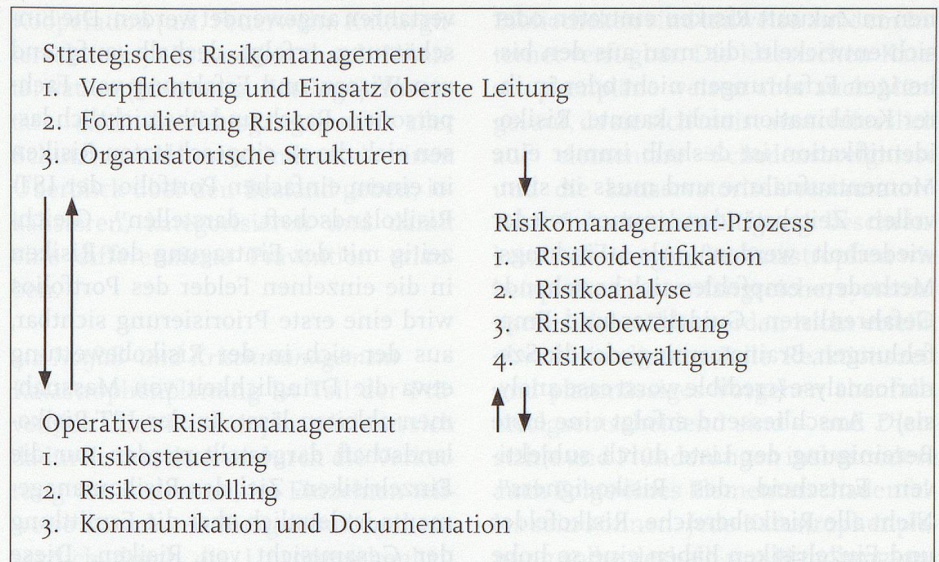 Strategisches Risikomanagement
1. Verpflichtung und Einsatz oberste Leitung
2. Formulierung Risikopolitik
3. Organisatorische Strukturen
Risikomanagement-Prozess
1. Risikoidentifikation
2. Risikoanalyse
3. Risikobewertung
4. Risikobewältigung
Operatives Risikomanagement
1. Risikosteuerung
2. Risikocontrolling
3. Kommunikation und Dokumentation